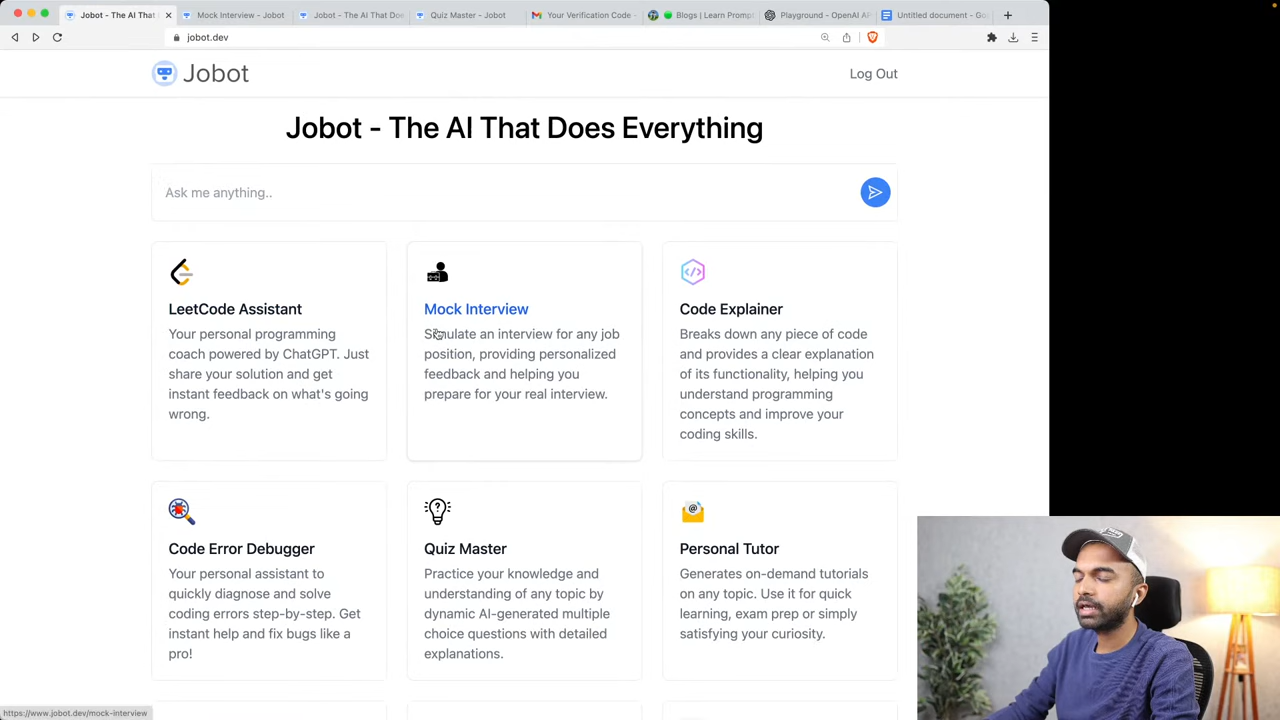 Jobot - The AI That
Mock Interview - Jobot
Jobot - The AI That Doe
Quiz Master - Jobot
Your Verification Code -
Blogs | Learn Prompt
Playground - OpenAI AP
Untitled document - Goo
jobot.dev
Jobot
Log Out
Jobot - The AI That Does Everything
Ask me anything..
LeetCode Assistant
Your personal programming
coach powered by ChatGPT. Just
share your solution and get
instant feedback on what's going
wrong.
Mock Interview
Simulate an interview for any job
position, providing personalized
feedback and helping you
prepare for your real interview.
Code Explainer
Breaks down any piece of code
and provides a clear explanation
of its functionality, helping you
understand programming
concepts and improve your
coding skills.
Code Error Debugger
Your personal assistant to
quickly diagnose and solve
coding errors step-by-step. Get
instant help and fix bugs like a
pro!
Quiz Master
Practice your knowledge and
understanding of any topic by
dynamic AI-generated multiple
choice questions with detailed
explanations.
Personal Tutor
Generates on-demand tutorials
on any topic. Use it for quick
learning, exam prep or simply
satisfying your curiosity.
https://www.jobot.dev/mock-interview